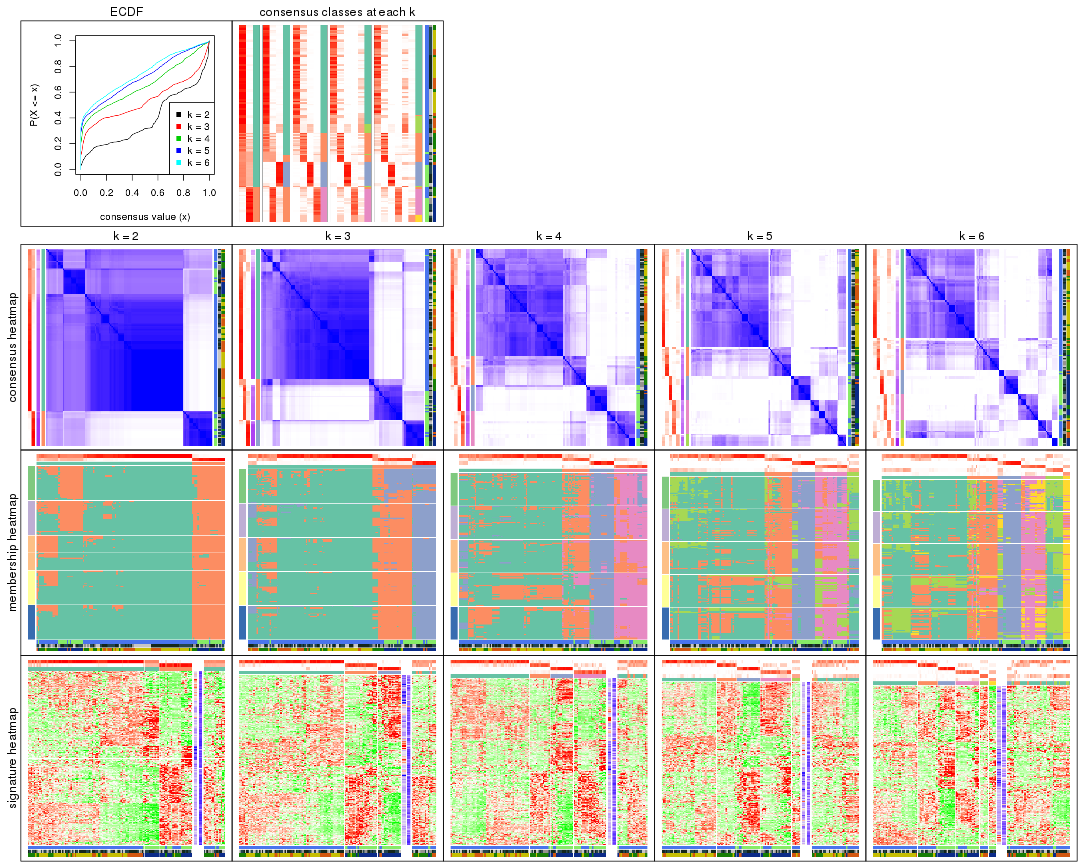 ECDF
consensus classes at each k
P(X <= x)
0.0
0.2
0.4
0.6
0.8
1.0
k = 2
k = 3
k = 4
k = 5
k = 6
0.0 0.2 0.4 0.6 0.8 1.0
consensus value (x)
k = 2
k = 3
k = 4
k = 5
k = 6
consensus heatmap
membership heatmap
signature heatmap